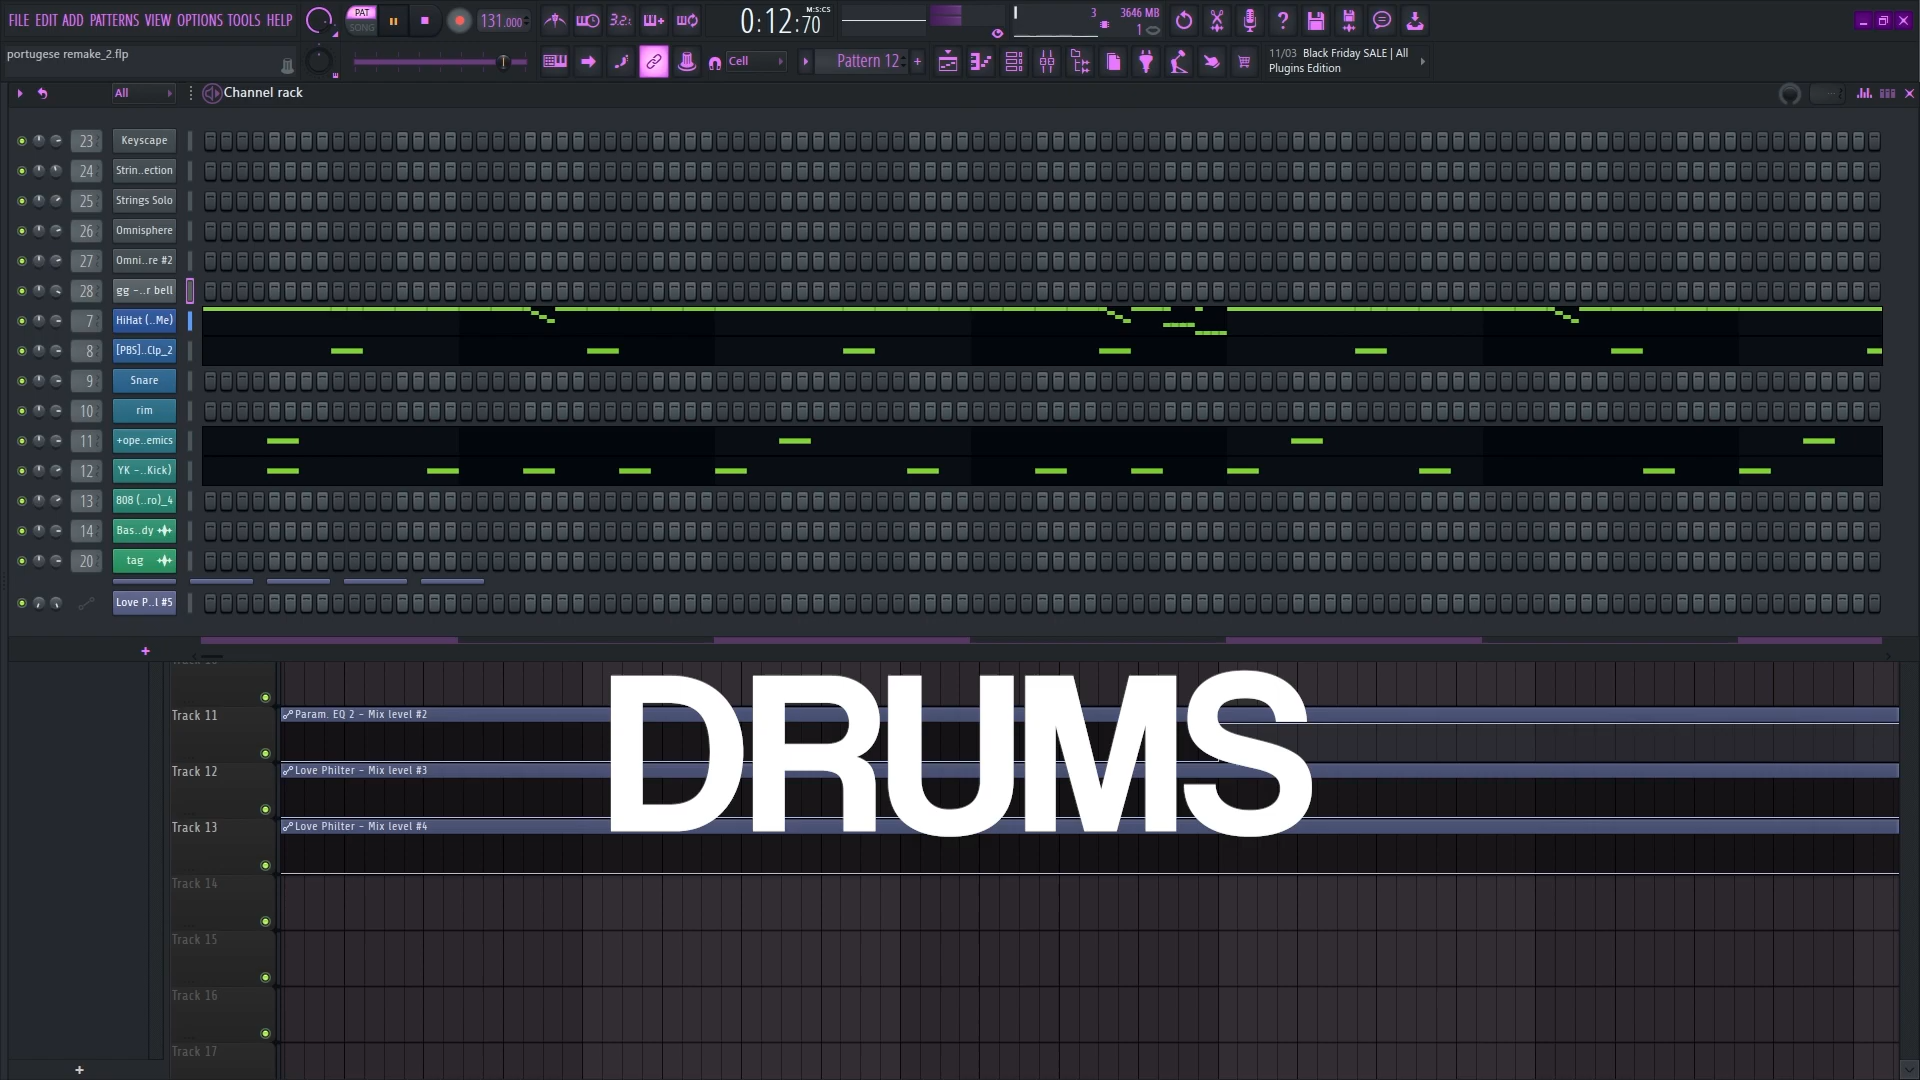 FILE EDIT ADD PATTERNS VIEW OPTIONS TOOLS HELP
PAT
SONG
131.000
3.2.
0:12:70
M:S:CS
3
3646 MB
1
portugese remake_2.flp
Cell
Pattern 12
+
11/03 Black Friday SALE | All
Plugins Edition
All
Channel rack
23 Keyscape
24 Strin..ection
25 Strings Solo
26 Omnisphere
27 Omni..re #2
28 gg -..r bell
7 HiHat (..Me)
8 [PBS]..Clp_2
9 Snare
10 rim
11 +ope..emics
12 YK -..Kick)
13 808 (..ro)_4
14 Bas..dy
20 tag
Love P..l #5
+
DRUMS
Track 11
Param. EQ 2 - Mix level #2
Track 12
Love Philter - Mix level #3
Track 13
Love Philter - Mix level #4
Track 14
Track 15
Track 16
Track 17
+